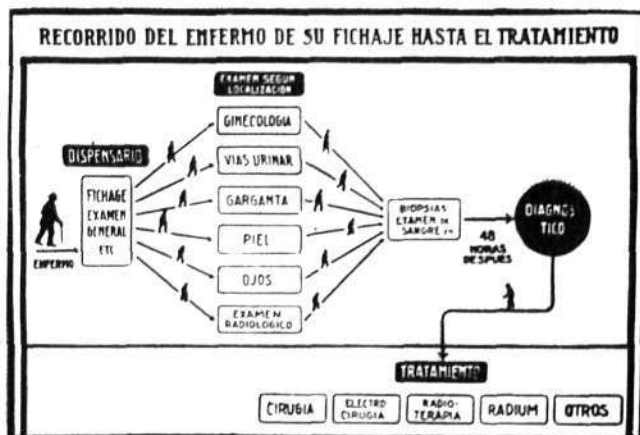 RECORRIDO DEL ENFERMO DE SU FICHAJE HASTA EL TRATAMIENTO
EXAMEN SEGUN
LOCALIZACIÓN
GINECOLOGIA
DISPENSARIO
VIAS URINAR
FICHAGE
EXAMEN
GENERAL
ETC
GARGANTA
PIEL
OJOS
EXAMEN
RADIOLOGICO
ENFERMO
BIOPSIAS
EXAMEN DE
SANGRE
48
HORAS
DESPUES
DIAGNOS
TICO
TRATAMIENTO
CIRUGIA
ELECTRO
CIRUGIA
RADIO-
TERAPIA
RADIUM
OTROS